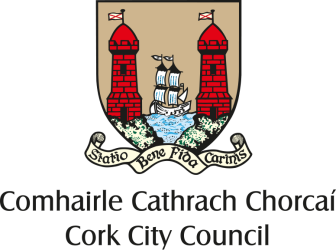 Statio Bene Fida Carinis
Comhairle Cathrach Chorcaí
Cork City Council